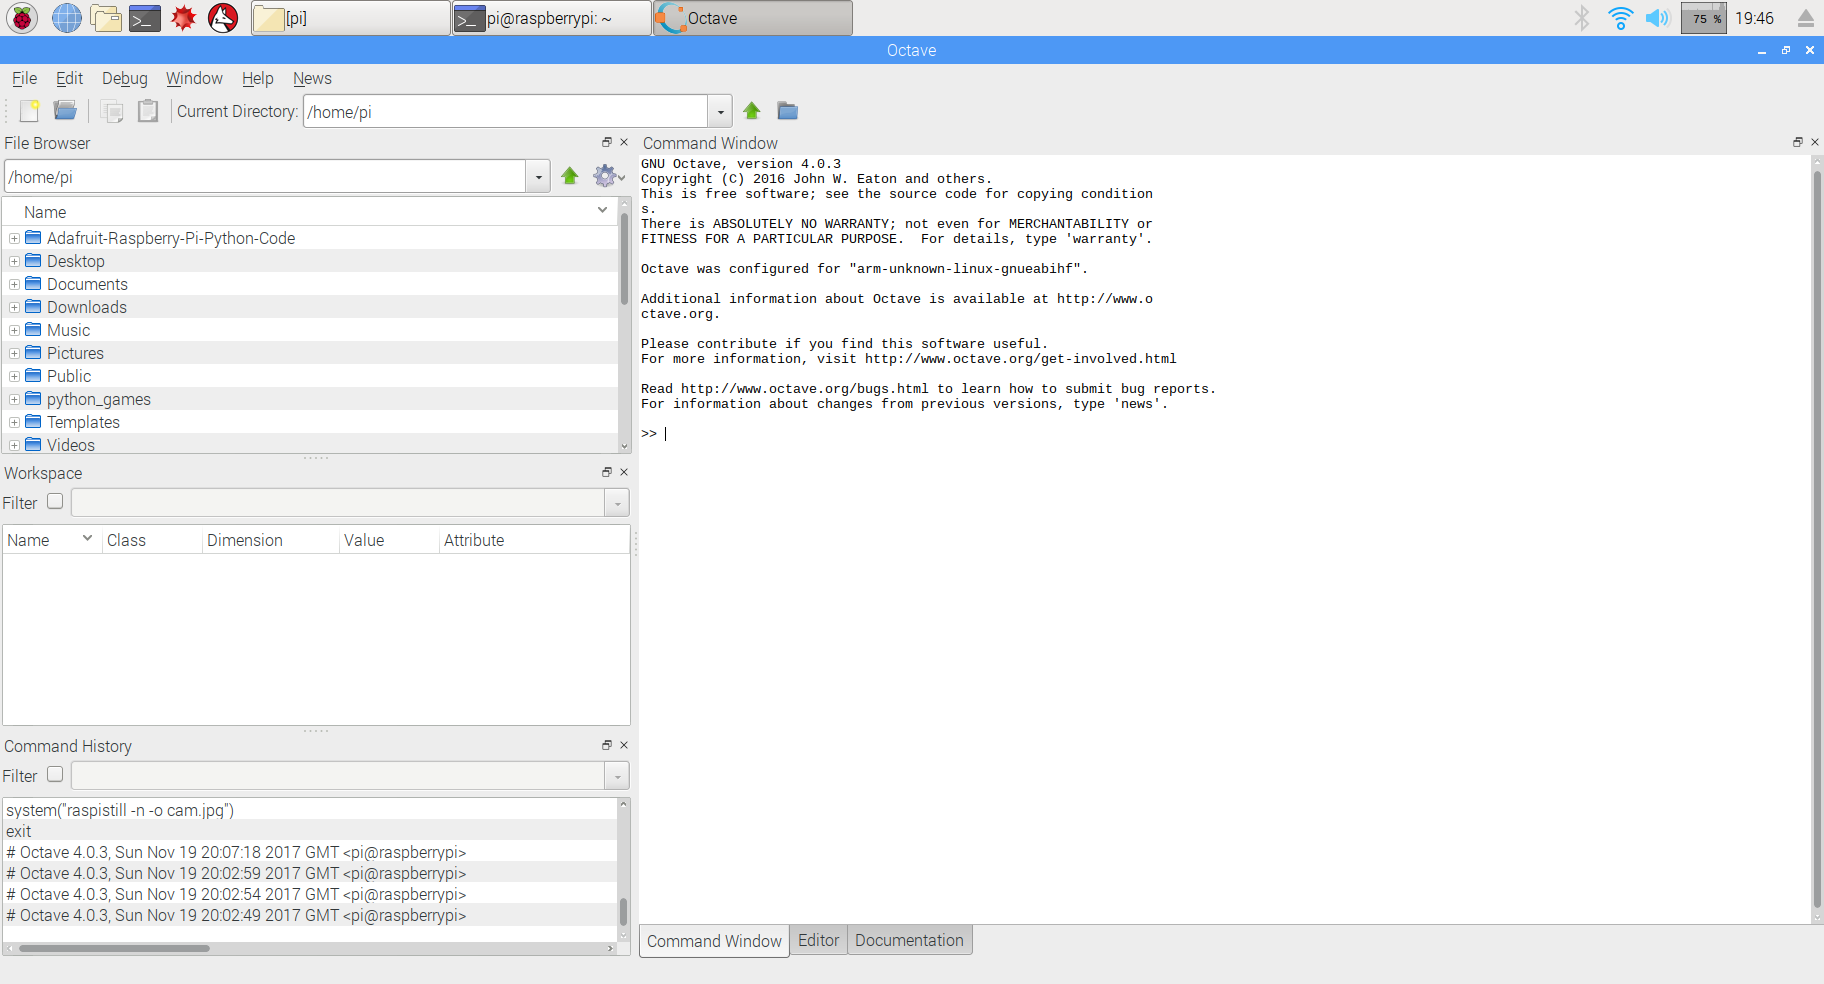 [pi]
pi@raspberrypi: ~
Octave
75 %
19:46
Octave
File Edit Debug Window Help News
Current Directory: /home/pi
File Browser
/home/pi
Name
Adafruit-Raspberry-Pi-Python-Code
Desktop
Documents
Downloads
Music
Pictures
Public
python_games
Templates
Videos
Workspace
Filter
Name Class Dimension Value Attribute
Command History
Filter
system("raspistill -n -o cam.jpg")
exit
# Octave 4.0.3, Sun Nov 19 20:07:18 2017 GMT <pi@raspberrypi>
# Octave 4.0.3, Sun Nov 19 20:02:59 2017 GMT <pi@raspberrypi>
# Octave 4.0.3, Sun Nov 19 20:02:54 2017 GMT <pi@raspberrypi>
# Octave 4.0.3, Sun Nov 19 20:02:49 2017 GMT <pi@raspberrypi>
Command Window
GNU Octave, version 4.0.3
Copyright (C) 2016 John W. Eaton and others.
This is free software; see the source code for copying condition
s.
There is ABSOLUTELY NO WARRANTY; not even for MERCHANTABILITY or
FITNESS FOR A PARTICULAR PURPOSE.  For details, type 'warranty'.
Octave was configured for "arm-unknown-linux-gnueabihf".
Additional information about Octave is available at http://www.o
ctave.org.
Please contribute if you find this software useful.
For more information, visit http://www.octave.org/get-involved.html
Read http://www.octave.org/bugs.html to learn how to submit bug reports.
For information about changes from previous versions, type 'news'.
>>
Command Window Editor Documentation